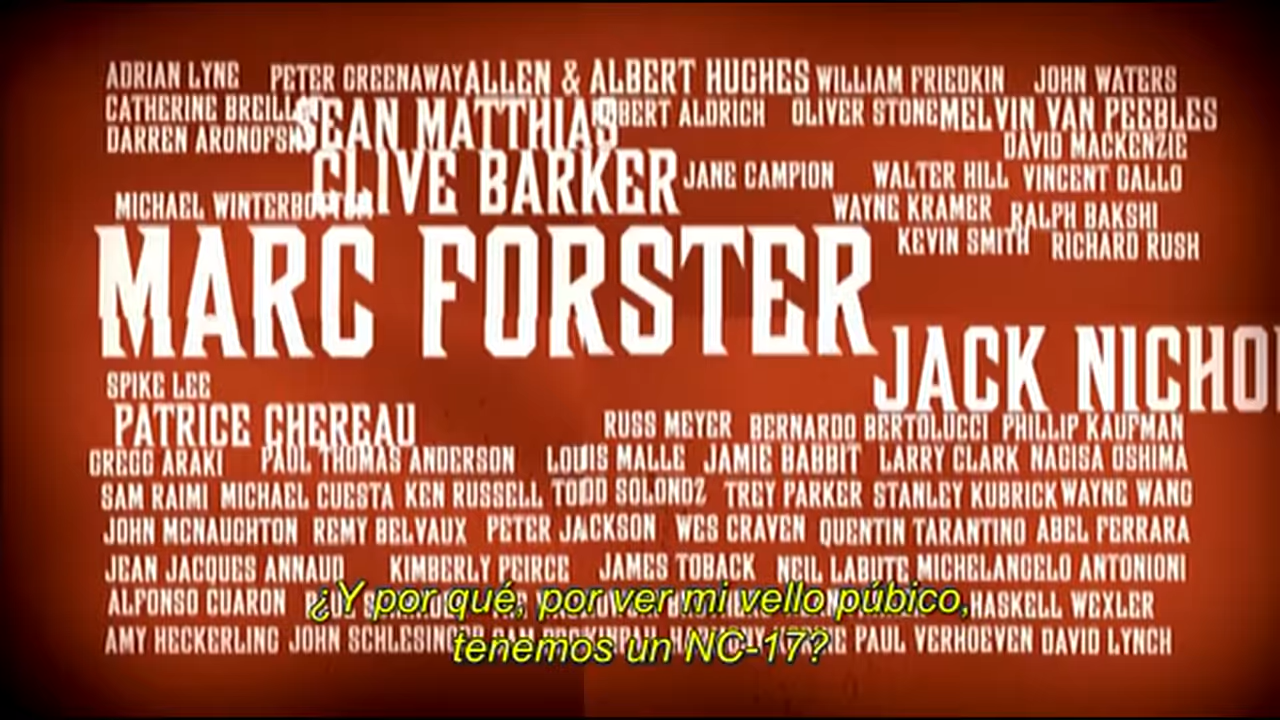 ADRIAN LYNE PETER GREENAWAY ALLEN & ALBERT HUGHES WILLIAM FRIEDKIN JOHN WATERS
CATHERINE SEAN MATTHIAS ALDRICH OLIVER STONE MELVIN VAN PEEBLES
DARREN DAVID MACKENZIE
CLIVE BARKER JANE CAMPION WALTER HILL VINCENT GALLO
MICHAEL WAYNE KRAMER RALPH BAKSHI
MARC FORSTER KEVIN SMITH RICHARD RUSH
JACK NICHO
SPIKE LEE
PATRICE CHEREAU RUSS MEYER BERNARDO BERTOLUCCI PHILLIP KAUFMAN
GREGG ARAKI PAUL THOMAS ANDERSON LOUIS MALLE JAMIE BABBIT LARRY CLARK NAGISA OSHIMA
SAM RAIMI MICHAEL CUESTA KEN RUSSELL TODD SOLONDZ TREY PARKER STANLEY KUBRICK WAYNE WANG
JOHN MCNAUGHTON REMY BELVAUX PETER JACKSON WES CRAVEN QUENTIN TARANTINO ABEL FERRARA
JEAN JACQUES ANNAUD KIMBERLY PEIRCE JAMES TOBACK NEIL LABUTE MICHELANGELO ANTONIONI
ALFONSO CUARON HASKELL WEXLER
AMY HECKERLING JOHN PAUL VERHOEVEN DAVID LYNCH
¿Y por qué, por ver mi vello púbico,
tenemos un NC-17?